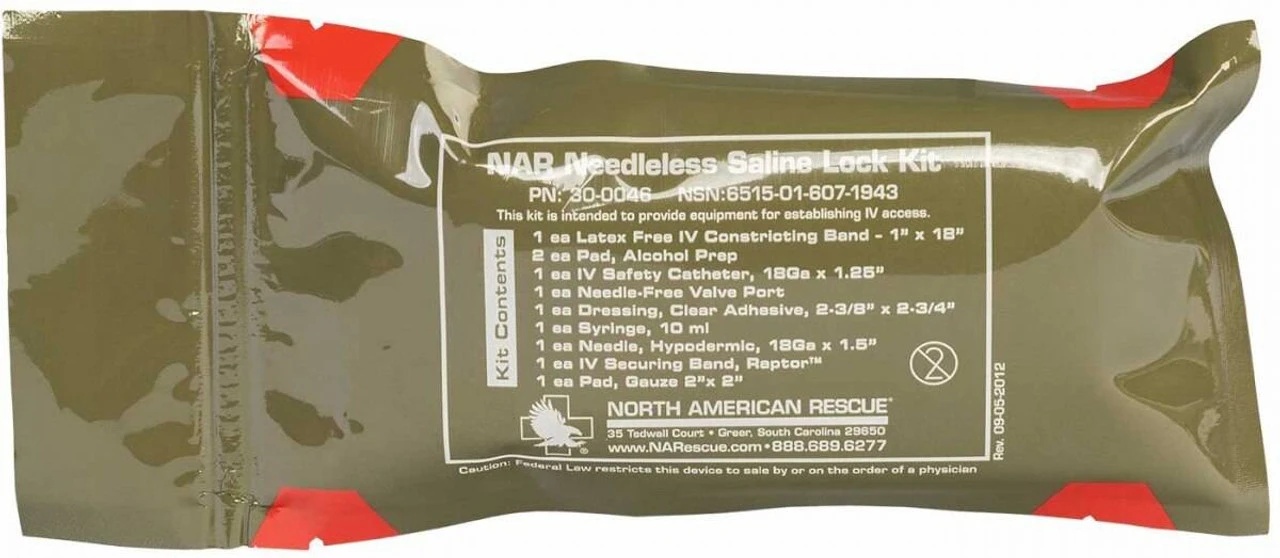 NAR Needleless Saline Lock Kit
PN: 30-0046 NSN:6515-01-607-1943
This kit is intended to provide equipment for establishing IV access.
Kit Contents
1 ea Latex Free IV Constricting Band - 1" x 18"
2 ea Pad, Alcohol Prep
1 ea IV Safety Catheter, 18Ga x 1.25"
1 ea Needle-Free Valve Port
1 ea Dressing, Clear Adhesive, 2-3/8" x 2-3/4"
1 ea Syringe, 10 ml
1 ea Needle, Hypodermic, 18Ga x 1.5"
1 ea IV Securing Band, Raptor™
1 ea Pad, Gauze 2"x 2"
2
NORTH AMERICAN RESCUE®
35 Tedwall Court • Greer, South Carolina 29650
www.NARescue.com • 888.689.6277
®
Rev. 09-05-2012
Caution: Federal Law restricts this device to sale by or on the order of a physician